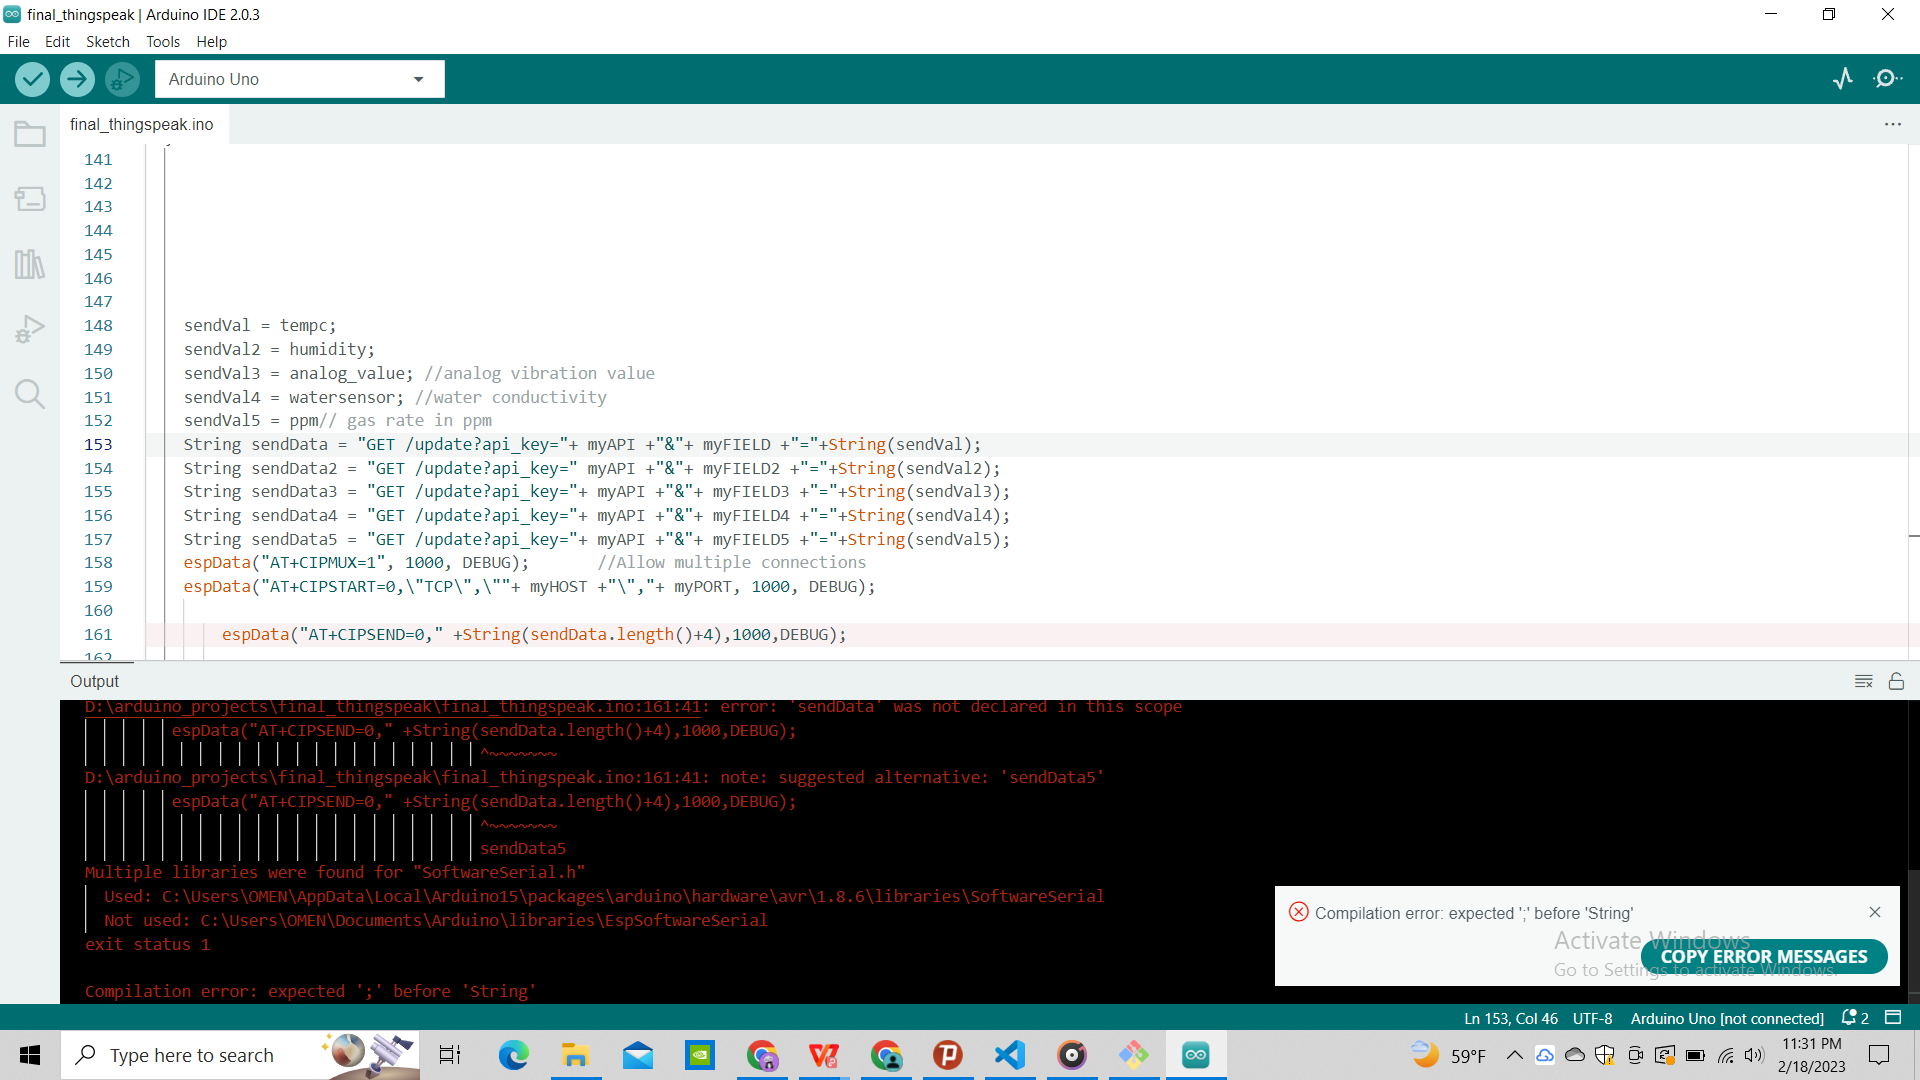 final_thingspeak | Arduino IDE 2.0.3
File Edit Sketch Tools Help
Arduino Uno
final_thingspeak.ino
141
142
143
144
145
146
147
148 sendVal = tempc;
149 sendVal2 = humidity;
150 sendVal3 = analog_value; //analog vibration value
151 sendVal4 = watersensor; //water conductivity
152 sendVal5 = ppm// gas rate in ppm
153 String sendData = "GET /update?api_key="+ myAPI +"&"+ myFIELD +"="+String(sendVal);
154 String sendData2 = "GET /update?api_key=" myAPI +"&"+ myFIELD2 +"="+String(sendVal2);
155 String sendData3 = "GET /update?api_key="+ myAPI +"&"+ myFIELD3 +"="+String(sendVal3);
156 String sendData4 = "GET /update?api_key="+ myAPI +"&"+ myFIELD4 +"="+String(sendVal4);
157 String sendData5 = "GET /update?api_key="+ myAPI +"&"+ myFIELD5 +"="+String(sendVal5);
158 espData("AT+CIPMUX=1", 1000, DEBUG); //Allow multiple connections
159 espData("AT+CIPSTART=0,\"TCP\",\""+ myHOST +"\","+ myPORT, 1000, DEBUG);
160
161 espData("AT+CIPSEND=0," +String(sendData.length()+4),1000,DEBUG);
162
Output
D:\arduino_projects\final_thingspeak\final_thingspeak.ino:161:41: error: 'sendData' was not declared in this scope
espData("AT+CIPSEND=0," +String(sendData.length()+4),1000,DEBUG);
^~~~~~~~
D:\arduino_projects\final_thingspeak\final_thingspeak.ino:161:41: note: suggested alternative: 'sendData5'
espData("AT+CIPSEND=0," +String(sendData.length()+4),1000,DEBUG);
^~~~~~~~
sendData5
Multiple libraries were found for "SoftwareSerial.h"
Used: C:\Users\OMEN\AppData\Local\Arduino15\packages\arduino\hardware\avr\1.8.6\libraries\SoftwareSerial
Not used: C:\Users\OMEN\Documents\Arduino\libraries\EspSoftwareSerial
exit status 1
Compilation error: expected ';' before 'String'
Compilation error: expected ';' before 'String'
Activate Windows
COPY ERROR MESSAGES
Go to Settings to activate Windows.
Ln 153, Col 46 UTF-8 Arduino Uno [not connected] 2
Type here to search
59°F
11:31 PM
2/18/2023